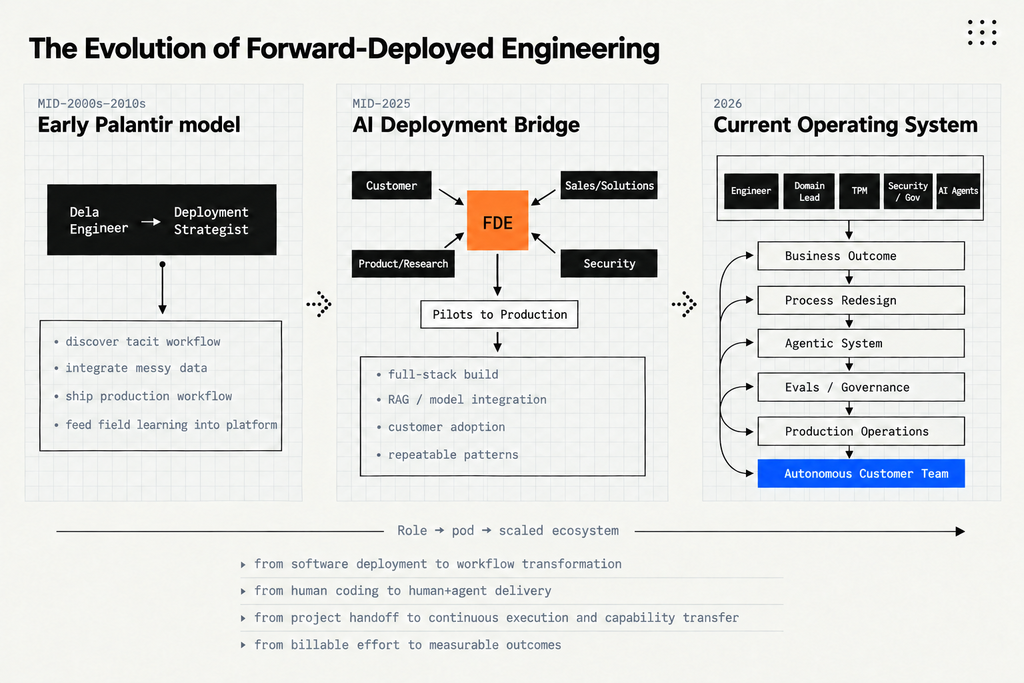 The Evolution of Forward-Deployed Engineering
MID-2000s-2010s
Early Palantir model
Dela
Engineer
Deployment
Strategist
• discover tacit workflow
• integrate messy data
• ship production workflow
• feed field learning into platform
MID-2025
AI Deployment Bridge
Customer
Sales/Solutions
FDE
Product/Research
Security
Pilots to Production
• full-stack build
• RAG / model integration
• customer adoption
• repeatable patterns
2026
Current Operating System
Engineer
Domain
Lead
TPM
Security
/ Gov
AI Agents
Business Outcome
Process Redesign
Agentic System
Evals / Governance
Production Operations
Autonomous Customer Team
Role → pod → scaled ecosystem
▸ from software deployment to workflow transformation
▸ from human coding to human+agent delivery
▸ from project handoff to continuous execution and capability transfer
▸ from billable effort to measurable outcomes